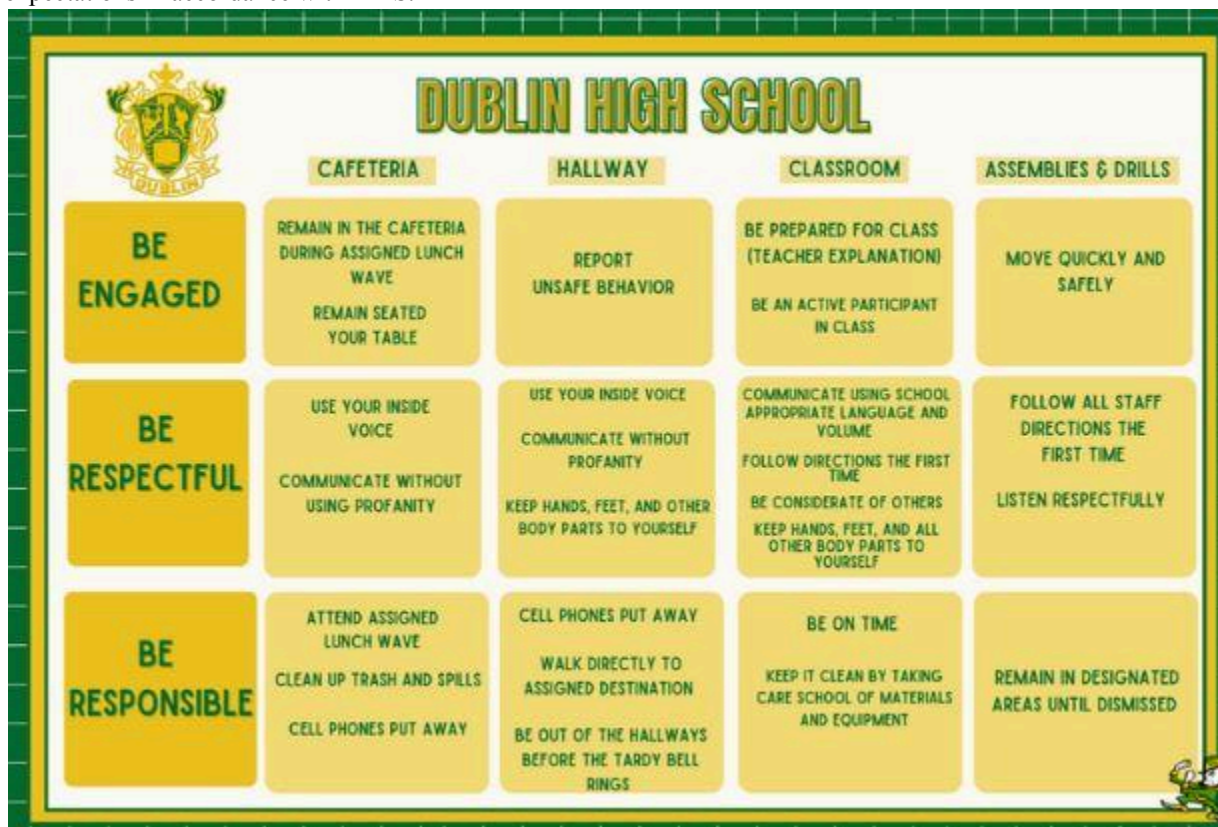 DUBLIN HIGH SCHOOL
DUBLIN
CAFETERIA
HALLWAY
CLASSROOM
ASSEMBLIES & DRILLS
BE
ENGAGED
REMAIN IN THE CAFETERIA
DURING ASSIGNED LUNCH
WAVE
REMAIN SEATED
YOUR TABLE
REPORT
UNSAFE BEHAVIOR
BE PREPARED FOR CLASS
(TEACHER EXPLANATION)
BE AN ACTIVE PARTICIPANT
IN CLASS
MOVE QUICKLY AND
SAFELY
BE
RESPECTFUL
USE YOUR INSIDE
VOICE
COMMUNICATE WITHOUT
USING PROFANITY
USE YOUR INSIDE VOICE
COMMUNICATE WITHOUT
PROFANITY
KEEP HANDS, FEET, AND OTHER
BODY PARTS TO YOURSELF
COMMUNICATE USING SCHOOL
APPROPRIATE LANGUAGE AND
VOLUME
FOLLOW DIRECTIONS THE FIRST
TIME
BE CONSIDERATE OF OTHERS
KEEP HANDS, FEET, AND ALL
OTHER BODY PARTS TO
YOURSELF
FOLLOW ALL STAFF
DIRECTIONS THE
FIRST TIME
LISTEN RESPECTFULLY
BE
RESPONSIBLE
ATTEND ASSIGNED
LUNCH WAVE
CLEAN UP TRASH AND SPILLS
CELL PHONES PUT AWAY
CELL PHONES PUT AWAY
WALK DIRECTLY TO
ASSIGNED DESTINATION
BE OUT OF THE HALLWAYS
BEFORE THE TARDY BELL
RINGS
BE ON TIME
KEEP IT CLEAN BY TAKING
CARE SCHOOL OF MATERIALS
AND EQUIPMENT
REMAIN IN DESIGNATED
AREAS UNTIL DISMISSED